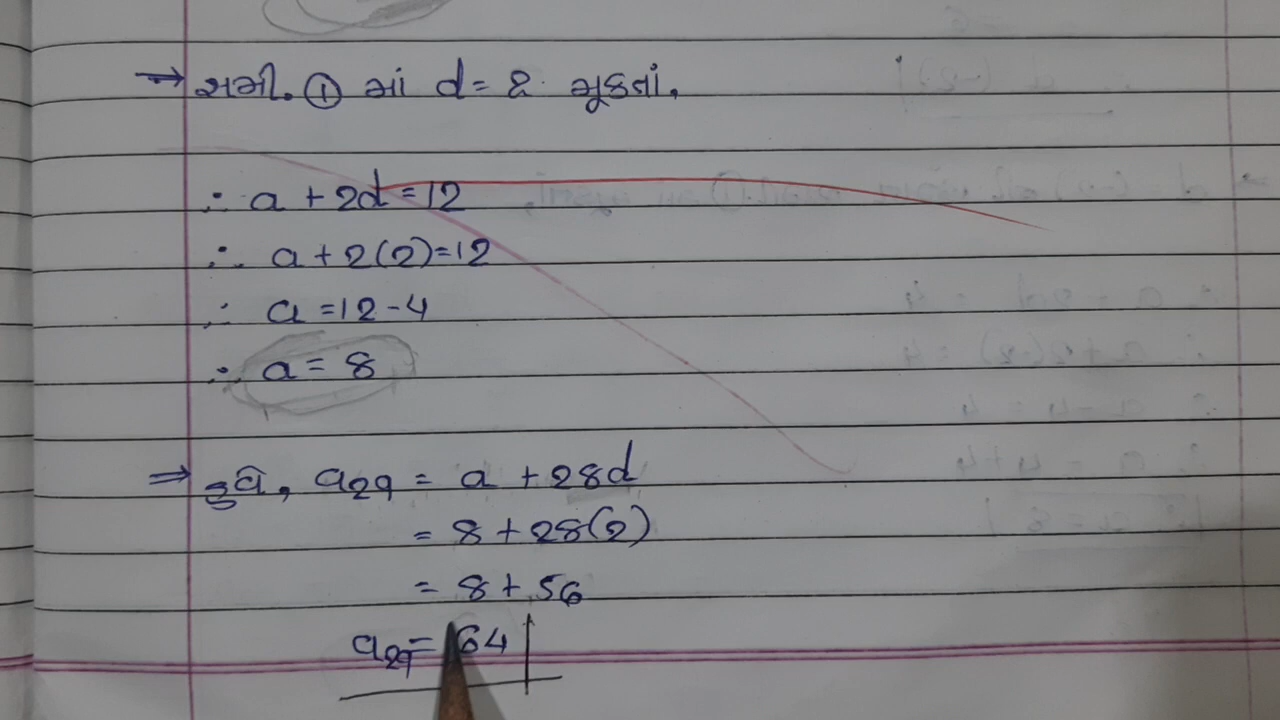 ⇒ સમી. ① માં d = ૨ મૂકતાં,
∴ a + 2d = 12
∴ a + 2(2) = 12
∴ a = 12 - 4
∴ a = 8
⇒ હવે, a29 = a + 28d
= 8 + 28(2)
= 8 + 56
a29 = 64